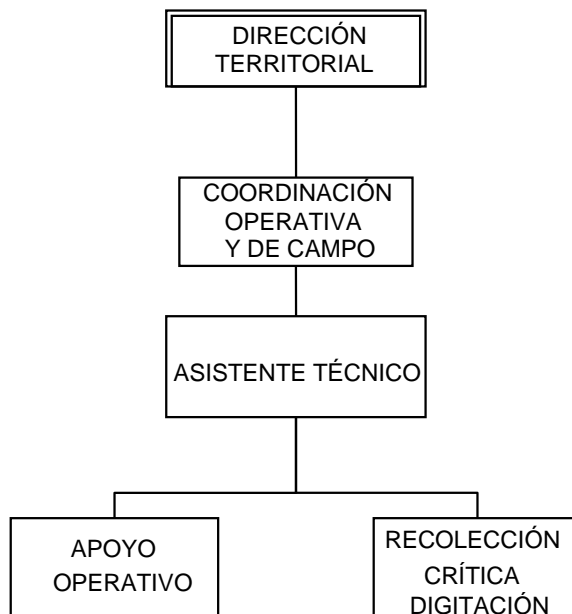 DIRECCIÓN
TERRITORIAL
COORDINACIÓN
OPERATIVA
Y DE CAMPO
ASISTENTE TÉCNICO
APOYO
OPERATIVO
RECOLECCIÓN
CRÍTICA
DIGITACIÓN